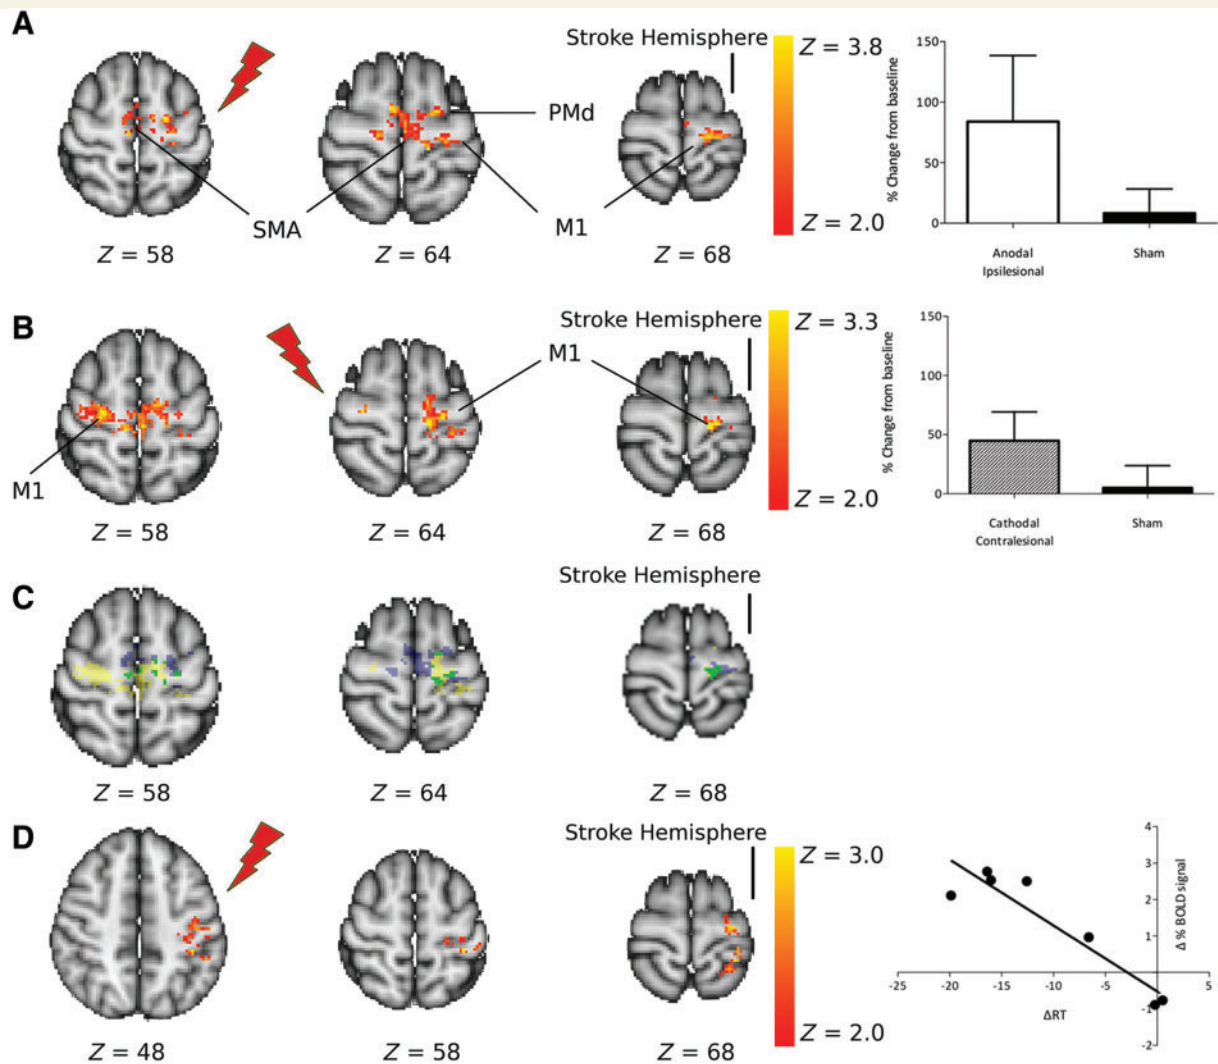 A
Stroke Hemisphere
Z = 3.8
PMd
SMA
M1
Z = 2.0
Z = 58
Z = 64
Z = 68
% Change from baseline
150
100
50
0
Anodal
Ipsilesional
Sham
B
Stroke Hemisphere
Z = 3.3
M1
M1
Z = 2.0
Z = 58
Z = 64
Z = 68
% Change from baseline
150
100
50
0
Cathodal
Contralesional
Sham
C
Stroke Hemisphere
Z = 58
Z = 64
Z = 68
D
Stroke Hemisphere
Z = 3.0
Z = 2.0
Z = 48
Z = 58
Z = 68
4
3
2
1
-1
-2
Δ % BOLD signal
-25 -20 -15 -10 -5 5
ΔRT